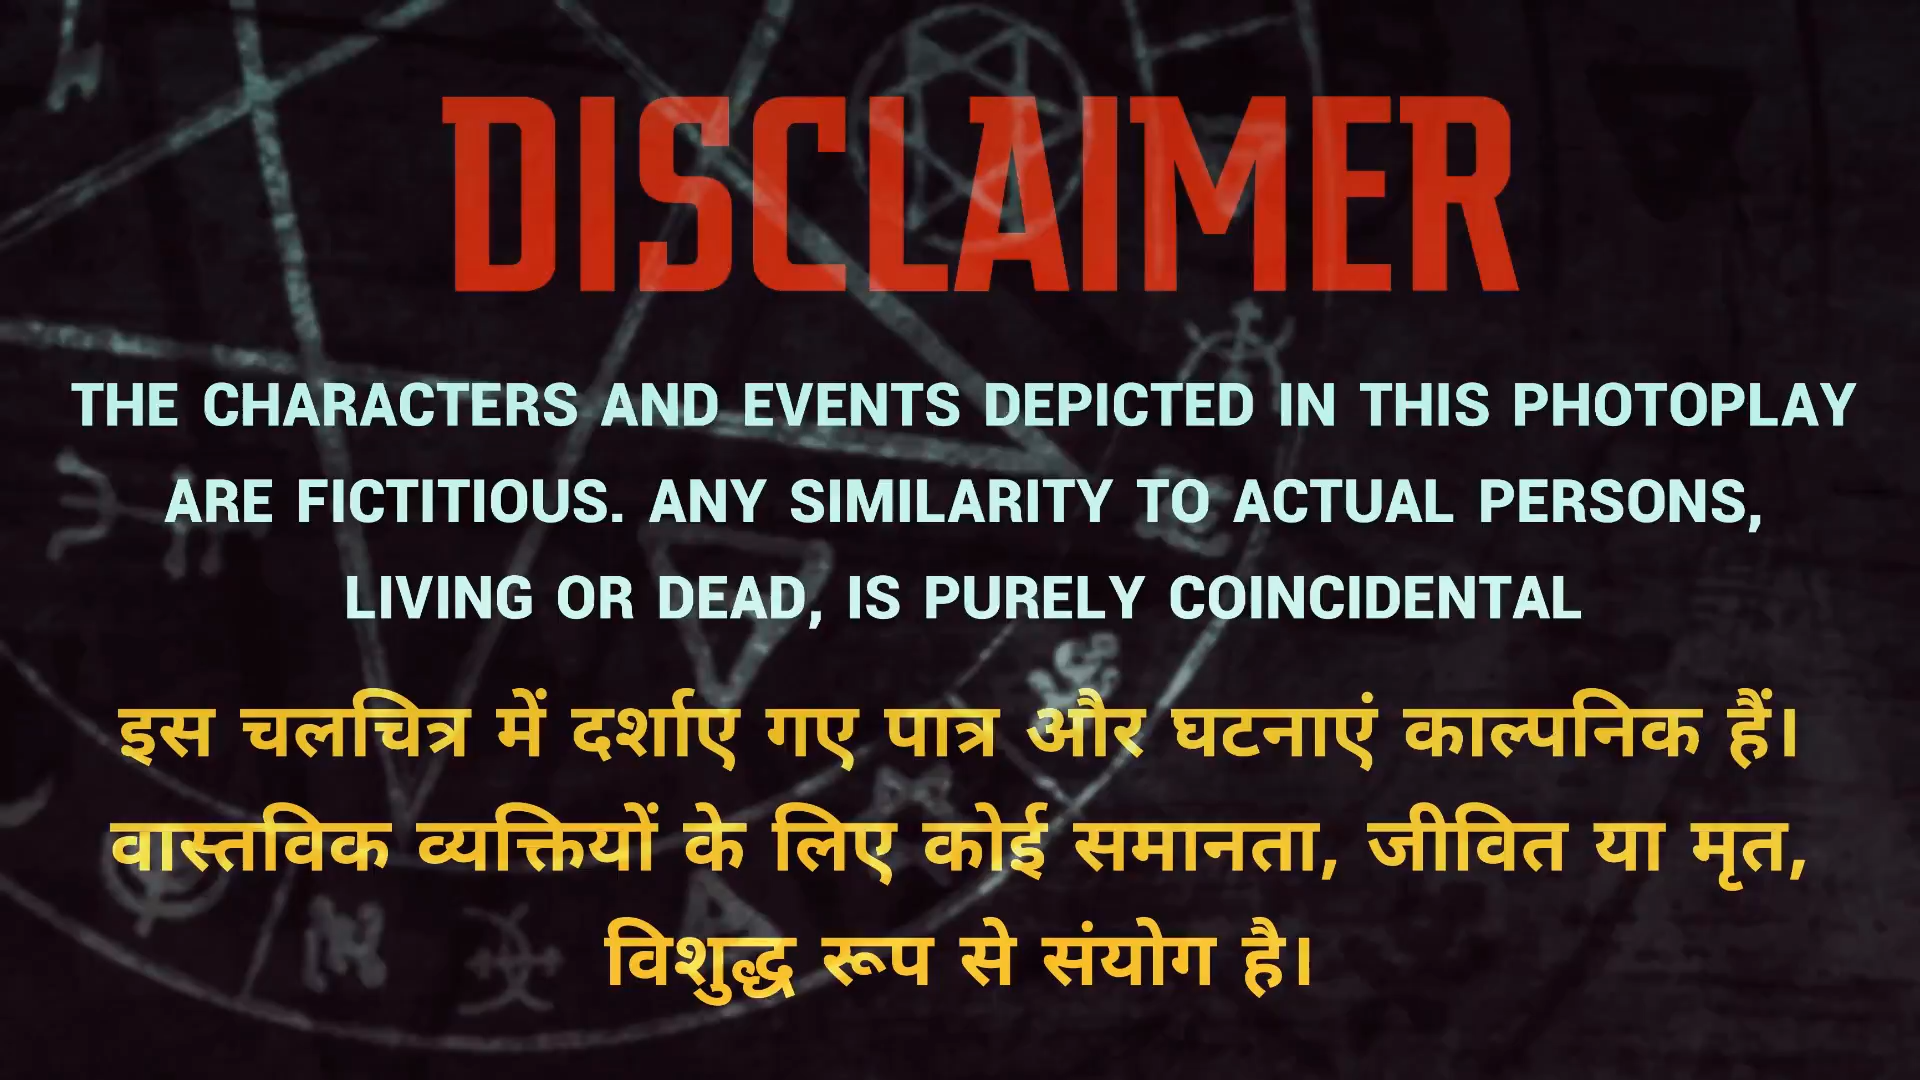 DISCLAIMER
THE CHARACTERS AND EVENTS DEPICTED IN THIS PHOTOPLAY
ARE FICTITIOUS. ANY SIMILARITY TO ACTUAL PERSONS,
LIVING OR DEAD, IS PURELY COINCIDENTAL
इस चलचित्र में दर्शाए गए पात्र और घटनाएं काल्पनिक हैं।
वास्तविक व्यक्तियों के लिए कोई समानता, जीवित या मृत,
विशुद्ध रूप से संयोग है।